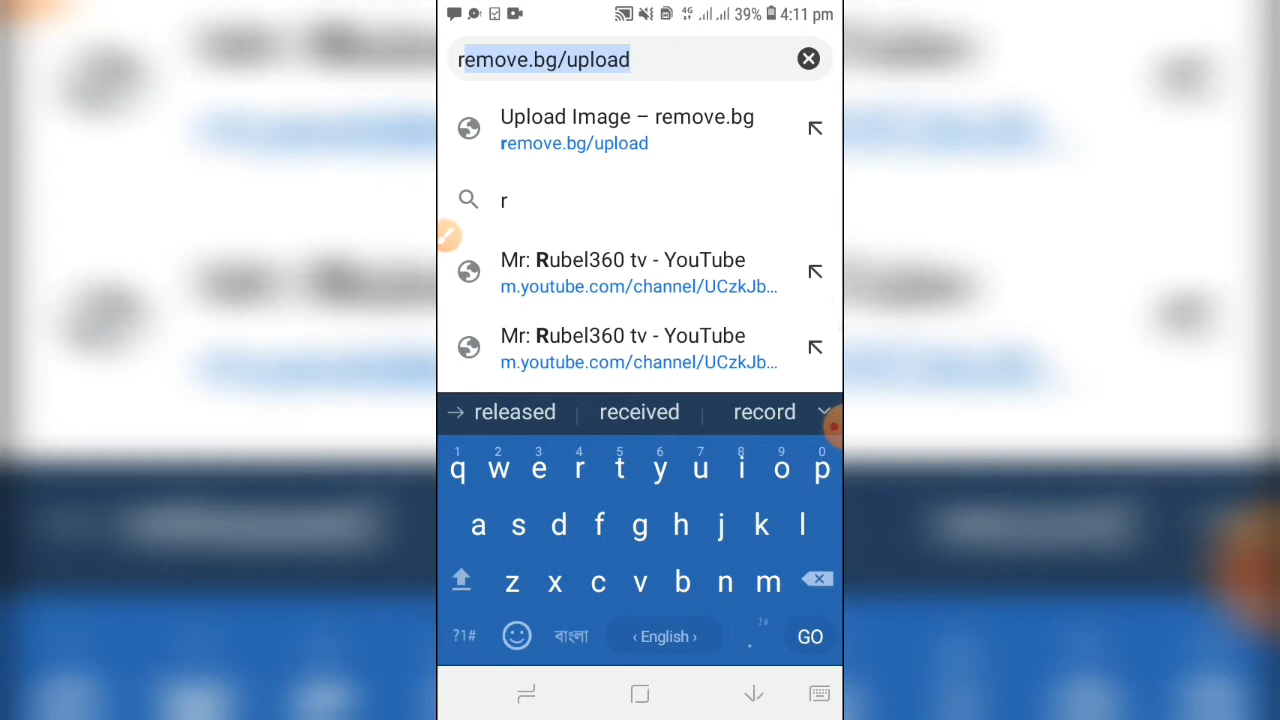 4G 39% 4:11 pm
remove.bg/upload
Upload Image – remove.bg
remove.bg/upload
r
Mr: Rubel360 tv - YouTube
m.youtube.com/channel/UCzkJb...
Mr: Rubel360 tv - YouTube
m.youtube.com/channel/UCzkJb...
released received record
1 2 3 4 5 6 7 8 9 0
q w e r t y u i o p
a s d f g h j k l
z x c v b n m
?1# বাংলা ‹ English › . ?# GO